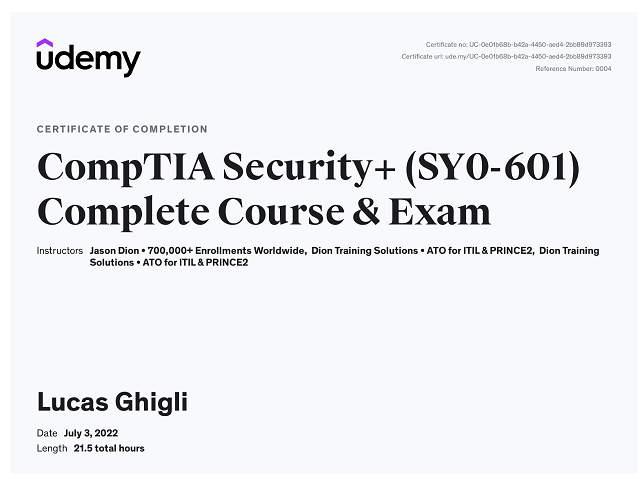 udemy
Certificate no: UC-0e01b68b-b42a-4450-aed4-2bb89d973393
Certificate url: ude.my/UC-0e01b68b-b42a-4450-aed4-2bb89d973393
Reference Number: 0004
CERTIFICATE OF COMPLETION
CompTIA Security+ (SY0-601)
Complete Course & Exam
Instructors Jason Dion • 700,000+ Enrollments Worldwide, Dion Training Solutions • ATO for ITIL & PRINCE2, Dion Training
Solutions • ATO for ITIL & PRINCE2
Lucas Ghigli
Date July 3, 2022
Length 21.5 total hours